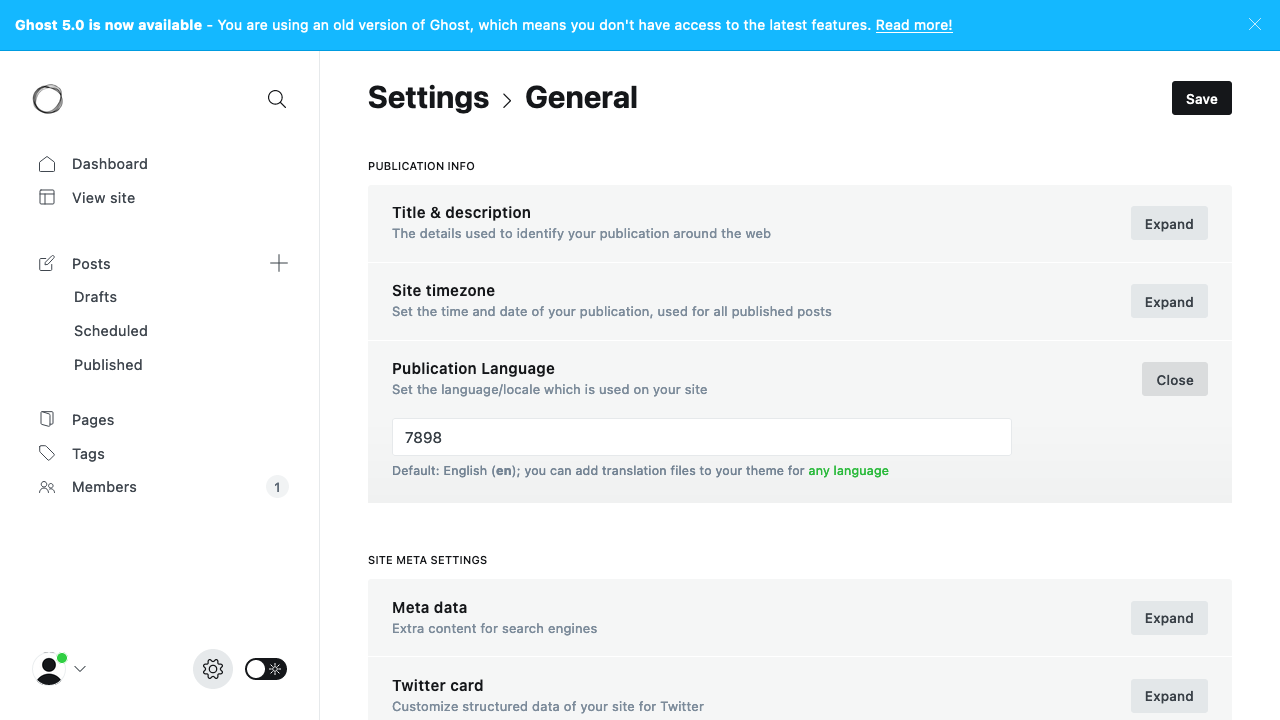 Ghost 5.0 is now available - You are using an old version of Ghost, which means you don't have access to the latest features. Read more!
Settings > General
Save
Dashboard
View site
Posts
Drafts
Scheduled
Published
Pages
Tags
Members 1
PUBLICATION INFO
Title & description
The details used to identify your publication around the web
Expand
Site timezone
Set the time and date of your publication, used for all published posts
Expand
Publication Language
Set the language/locale which is used on your site
Close
7898
Default: English (en); you can add translation files to your theme for any language
SITE META SETTINGS
Meta data
Extra content for search engines
Expand
Twitter card
Customize structured data of your site for Twitter
Expand